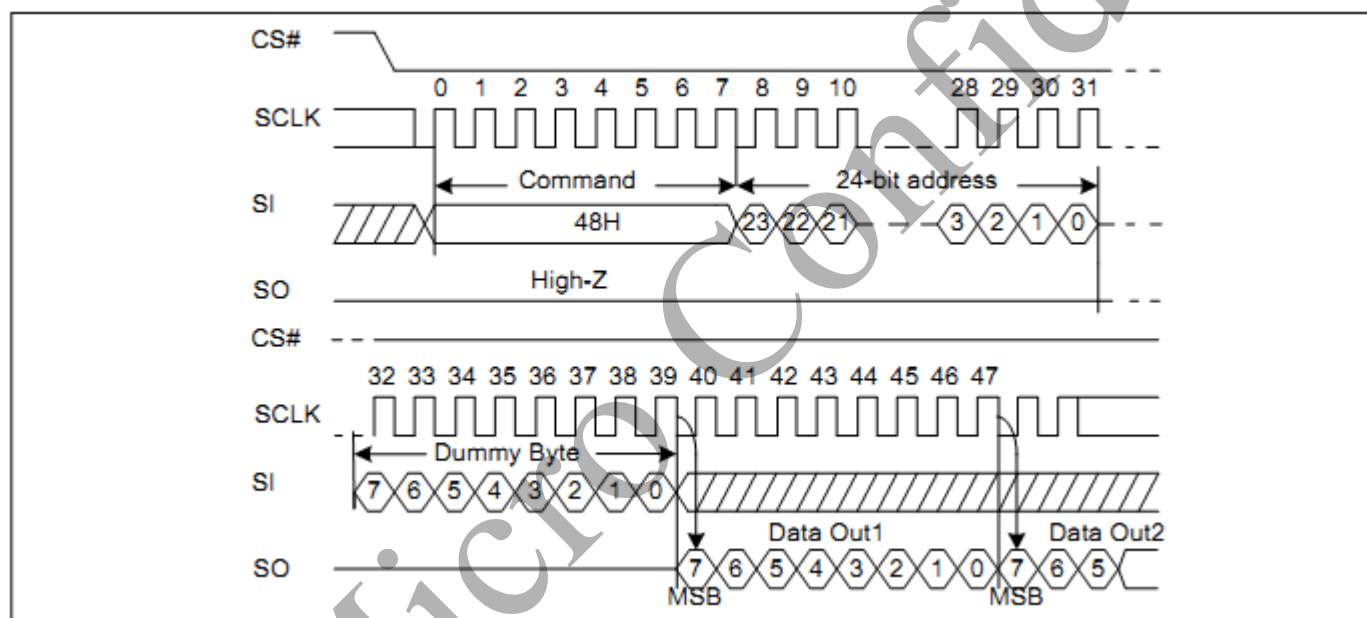 CS#
0 1 2 3 4 5 6 7 8 9 10 28 29 30 31
SCLK
Command 24-bit address
SI
48H 23 22 21 3 2 1 0
High-Z
SO
CS#
32 33 34 35 36 37 38 39 40 41 42 43 44 45 46 47
SCLK
Dummy Byte
SI
7 6 5 4 3 2 1 0
Data Out1 Data Out2
SO 7 6 5 4 3 2 1 0 7 6 5
MSB MSB
Micro Confid